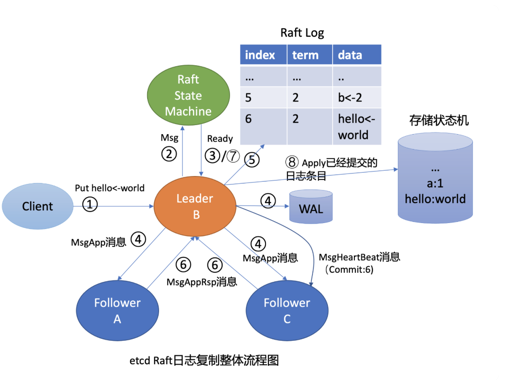 Raft Log
index term data
... ... ..
5 2 b<-2
6 2 hello<-
world
Raft
State
Machine
Msg
②
Ready
③/⑦
⑤
存储状态机
...
a:1
hello:world
⑧ Apply已经提交的
日志条目
Client
Put hello<-world
①
Leader
B
④
WAL
MsgApp消息 ④
④
MsgApp消息
⑥ ⑥
MsgAppRsp消息
MsgHeartBeat消息
（Commit:6)
Follower
A
Follower
C
etcd Raft日志复制整体流程图